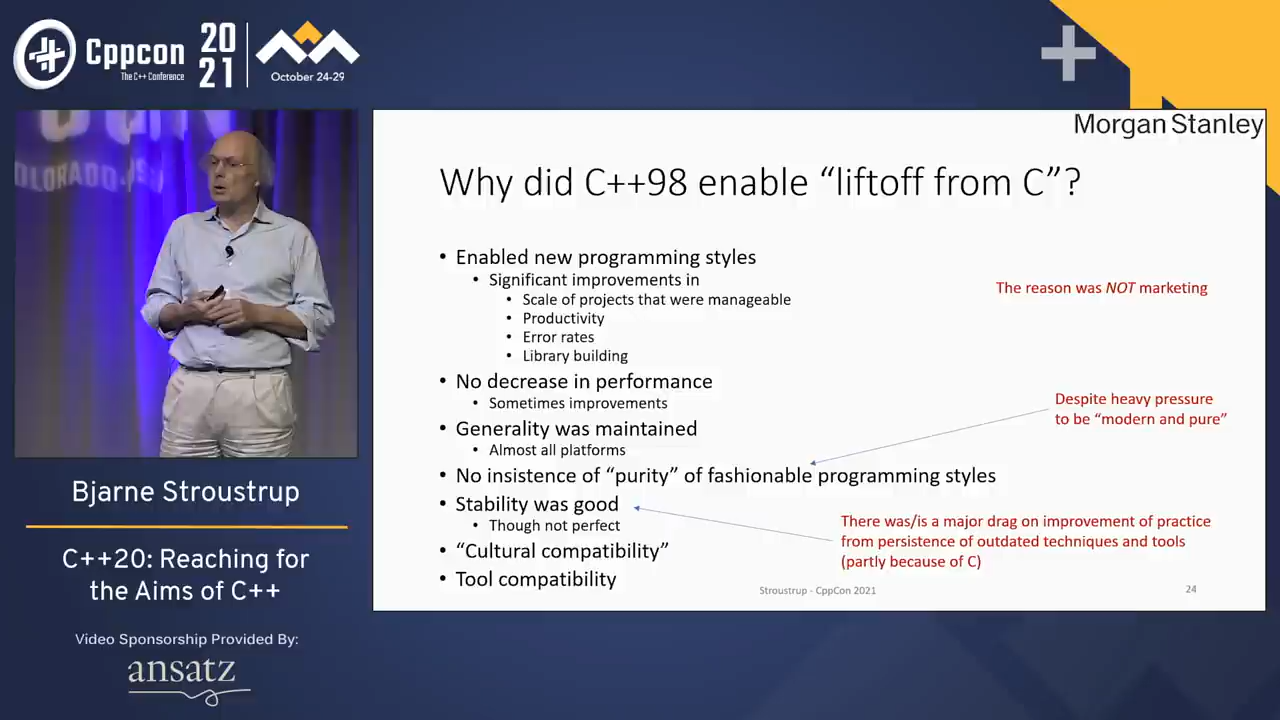 Cppcon
The C++ Conference
20
21
October 24-29
COLORADO
Morgan Stanley
Why did C++98 enable “liftoff from C”?
• Enabled new programming styles
• Significant improvements in
• Scale of projects that were manageable
• Productivity
• Error rates
• Library building
The reason was NOT marketing
• No decrease in performance
• Sometimes improvements
• Generality was maintained
• Almost all platforms
Despite heavy pressure
to be “modern and pure”
• No insistence of “purity” of fashionable programming styles
• Stability was good
• Though not perfect
There was/is a major drag on improvement of practice
from persistence of outdated techniques and tools
(partly because of C)
• “Cultural compatibility”
• Tool compatibility
Stroustrup - CppCon 2021
24
Bjarne Stroustrup
C++20: Reaching for
the Aims of C++
Video Sponsorship Provided By:
ansatz